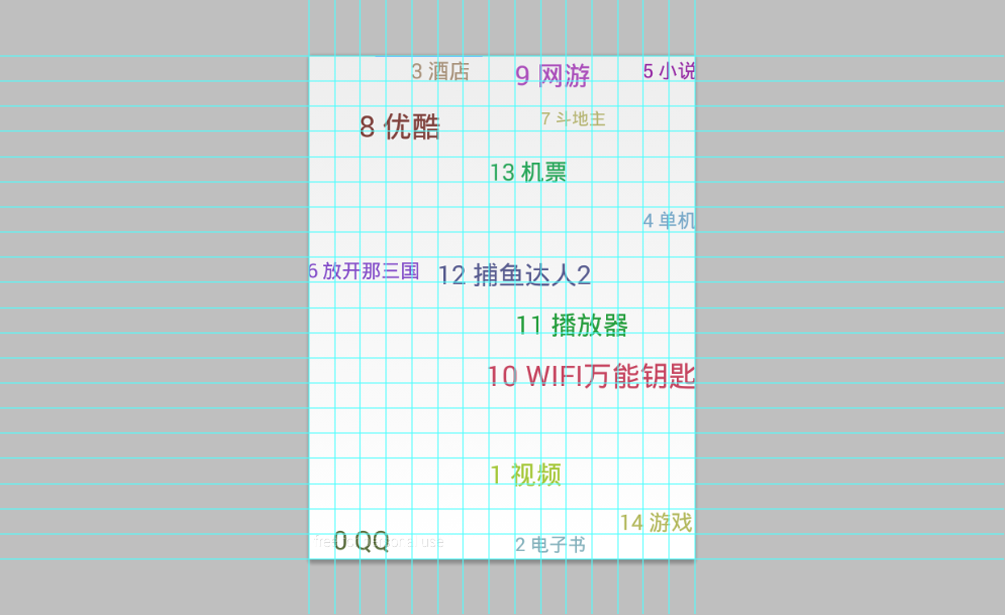 3 酒店
9 网游
5 小说
8 优酷
7 斗地主
13 机票
4 单机
6 放开那三国
12 捕鱼达人2
11 播放器
10 WIFI万能钥匙
1 视频
14 游戏
0 QQ
2 电子书